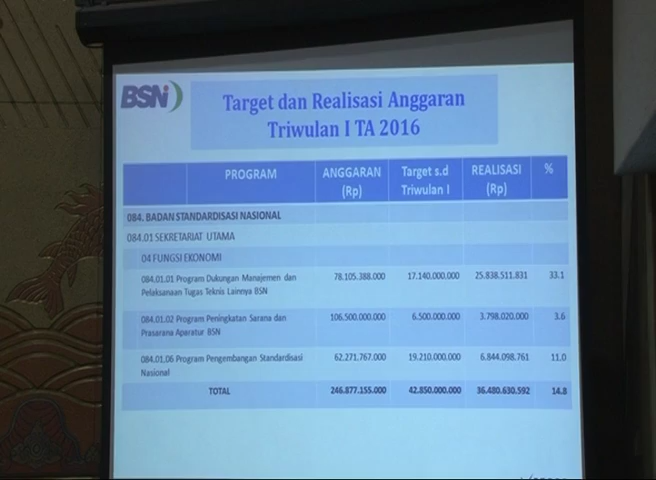 BSN
Target dan Realisasi Anggaran
Triwulan I TA 2016
PROGRAM ANGGARAN (Rp) Target s.d Triwulan I REALISASI (Rp) %
084. BADAN STANDARDISASI NASIONAL
084.01 SEKRETARIAT UTAMA
04 FUNGSI EKONOMI
084.01.01 Program Dukungan Manajemen dan Pelaksanaan Tugas Teknis Lainnya BSN 78.105.388.000 17.140.000.000 25.838.511.831 33.1
084.01.02 Program Peningkatan Sarana dan Prasarana Aparatur BSN 106.500.000.000 6.500.000.000 3.798.020.000 3.6
084.01.06 Program Pengembangan Standardisasi Nasional 62.271.767.000 19.210.000.000 6.844.098.761 11.0
TOTAL 246.877.155.000 42.850.000.000 36.480.630.592 14.8